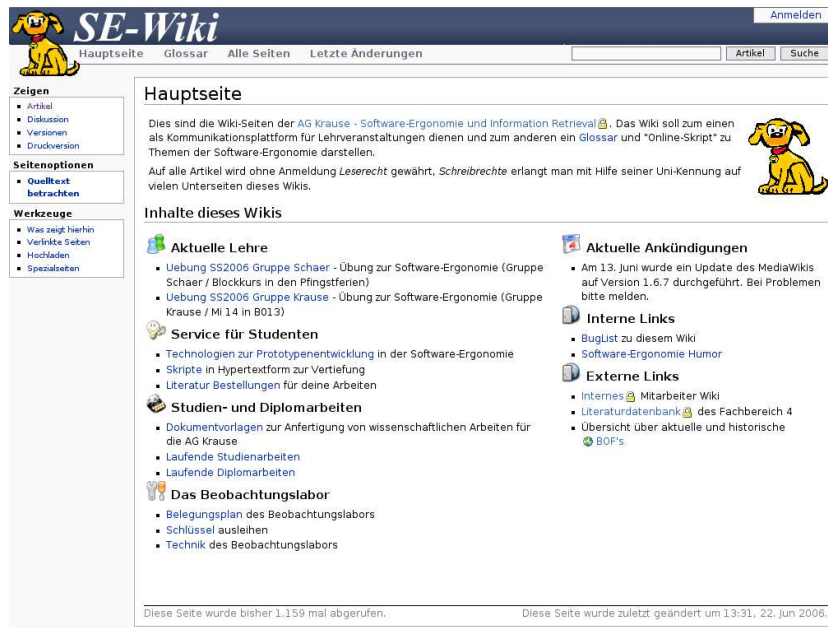 Anmelden
SE-Wiki
Hauptseite Glossar Alle Seiten Letzte Änderungen Artikel Suche
Zeigen
Artikel
Diskussion
Versionen
Druckversion
Seitenoptionen
Quelltext
betrachten
Werkzeuge
Was zeigt hierhin
Verlinkte Seiten
Hochladen
Spezialseiten
Hauptseite
Dies sind die Wiki-Seiten der AG Krause - Software-Ergonomie und Information Retrieval. Das Wiki soll zum einen
als Kommunikationsplattform für Lehrveranstaltungen dienen und zum anderen ein Glossar und "Online-Skript" zu
Themen der Software-Ergonomie darstellen.
Auf alle Artikel wird ohne Anmeldung Leserecht gewährt, Schreibrechte erlangt man mit Hilfe seiner Uni-Kennung auf
vielen Unterseiten dieses Wikis.
Inhalte dieses Wikis
Aktuelle Lehre
Uebung SS2006 Gruppe Schaer - Übung zur Software-Ergonomie (Gruppe
Schaer / Blockkurs in den Pfingstferien)
Uebung SS2006 Gruppe Krause - Übung zur Software-Ergonomie (Gruppe
Krause / Mi 14 in B013)
Service für Studenten
Technologien zur Prototypenentwicklung in der Software-Ergonomie
Skripte in Hypertextform zur Vertiefung
Literatur Bestellungen für deine Arbeiten
Studien- und Diplomarbeiten
Dokumentvorlagen zur Anfertigung von wissenschaftlichen Arbeiten für
die AG Krause
Laufende Studienarbeiten
Laufende Diplomarbeiten
Das Beobachtungslabor
Belegungsplan des Beobachtungslabors
Schlüssel ausleihen
Technik des Beobachtungslabors
Aktuelle Ankündigungen
Am 13. Juni wurde ein Update des MediaWikis
auf Version 1.6.7 durchgeführt. Bei Problemen
bitte melden.
Interne Links
BugList zu diesem Wiki
Software-Ergonomie Humor
Externe Links
Internes Mitarbeiter Wiki
Literaturdatenbank des Fachbereich 4
Übersicht über aktuelle und historische
BOF's
Diese Seite wurde bisher 1.159 mal abgerufen. Diese Seite wurde zuletzt geändert um 13:31, 22. Jun 2006.